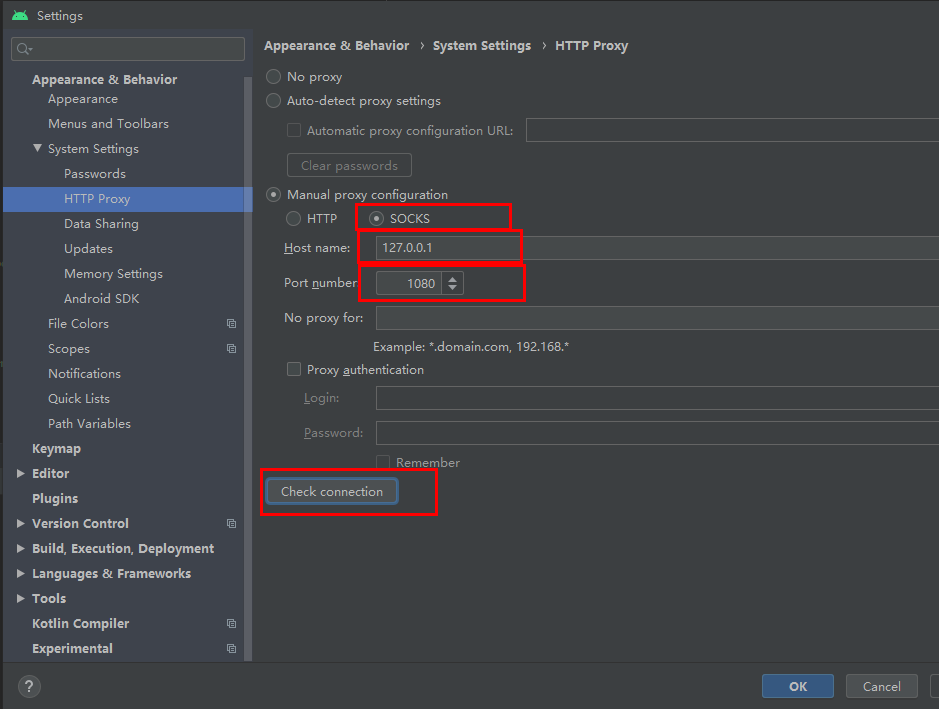 Settings
Appearance & Behavior › System Settings › HTTP Proxy
Appearance & Behavior
Appearance
Menus and Toolbars
System Settings
Passwords
HTTP Proxy
Data Sharing
Updates
Memory Settings
Android SDK
File Colors
Scopes
Notifications
Quick Lists
Path Variables
Keymap
Editor
Plugins
Version Control
Build, Execution, Deployment
Languages & Frameworks
Tools
Kotlin Compiler
Experimental
No proxy
Auto-detect proxy settings
Automatic proxy configuration URL:
Clear passwords
Manual proxy configuration
HTTP SOCKS
Host name: 127.0.0.1
Port number 1080
No proxy for:
Example: *.domain.com, 192.168.*
Proxy authentication
Login:
Password:
Remember
Check connection
?
OK Cancel